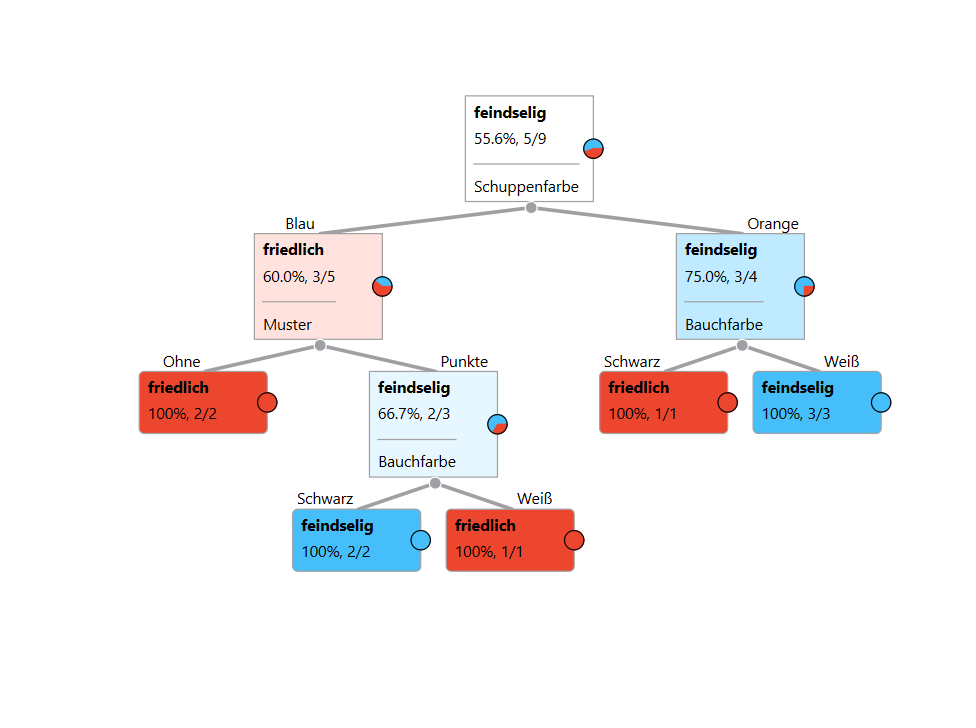 feindselig
55.6%, 5/9
Schuppenfarbe
Blau
Orange
friedlich
60.0%, 3/5
Muster
feindselig
75.0%, 3/4
Bauchfarbe
Ohne
Punkte
Schwarz
Weiß
friedlich
100%, 2/2
feindselig
66.7%, 2/3
Bauchfarbe
friedlich
100%, 1/1
feindselig
100%, 3/3
Schwarz
Weiß
feindselig
100%, 2/2
friedlich
100%, 1/1